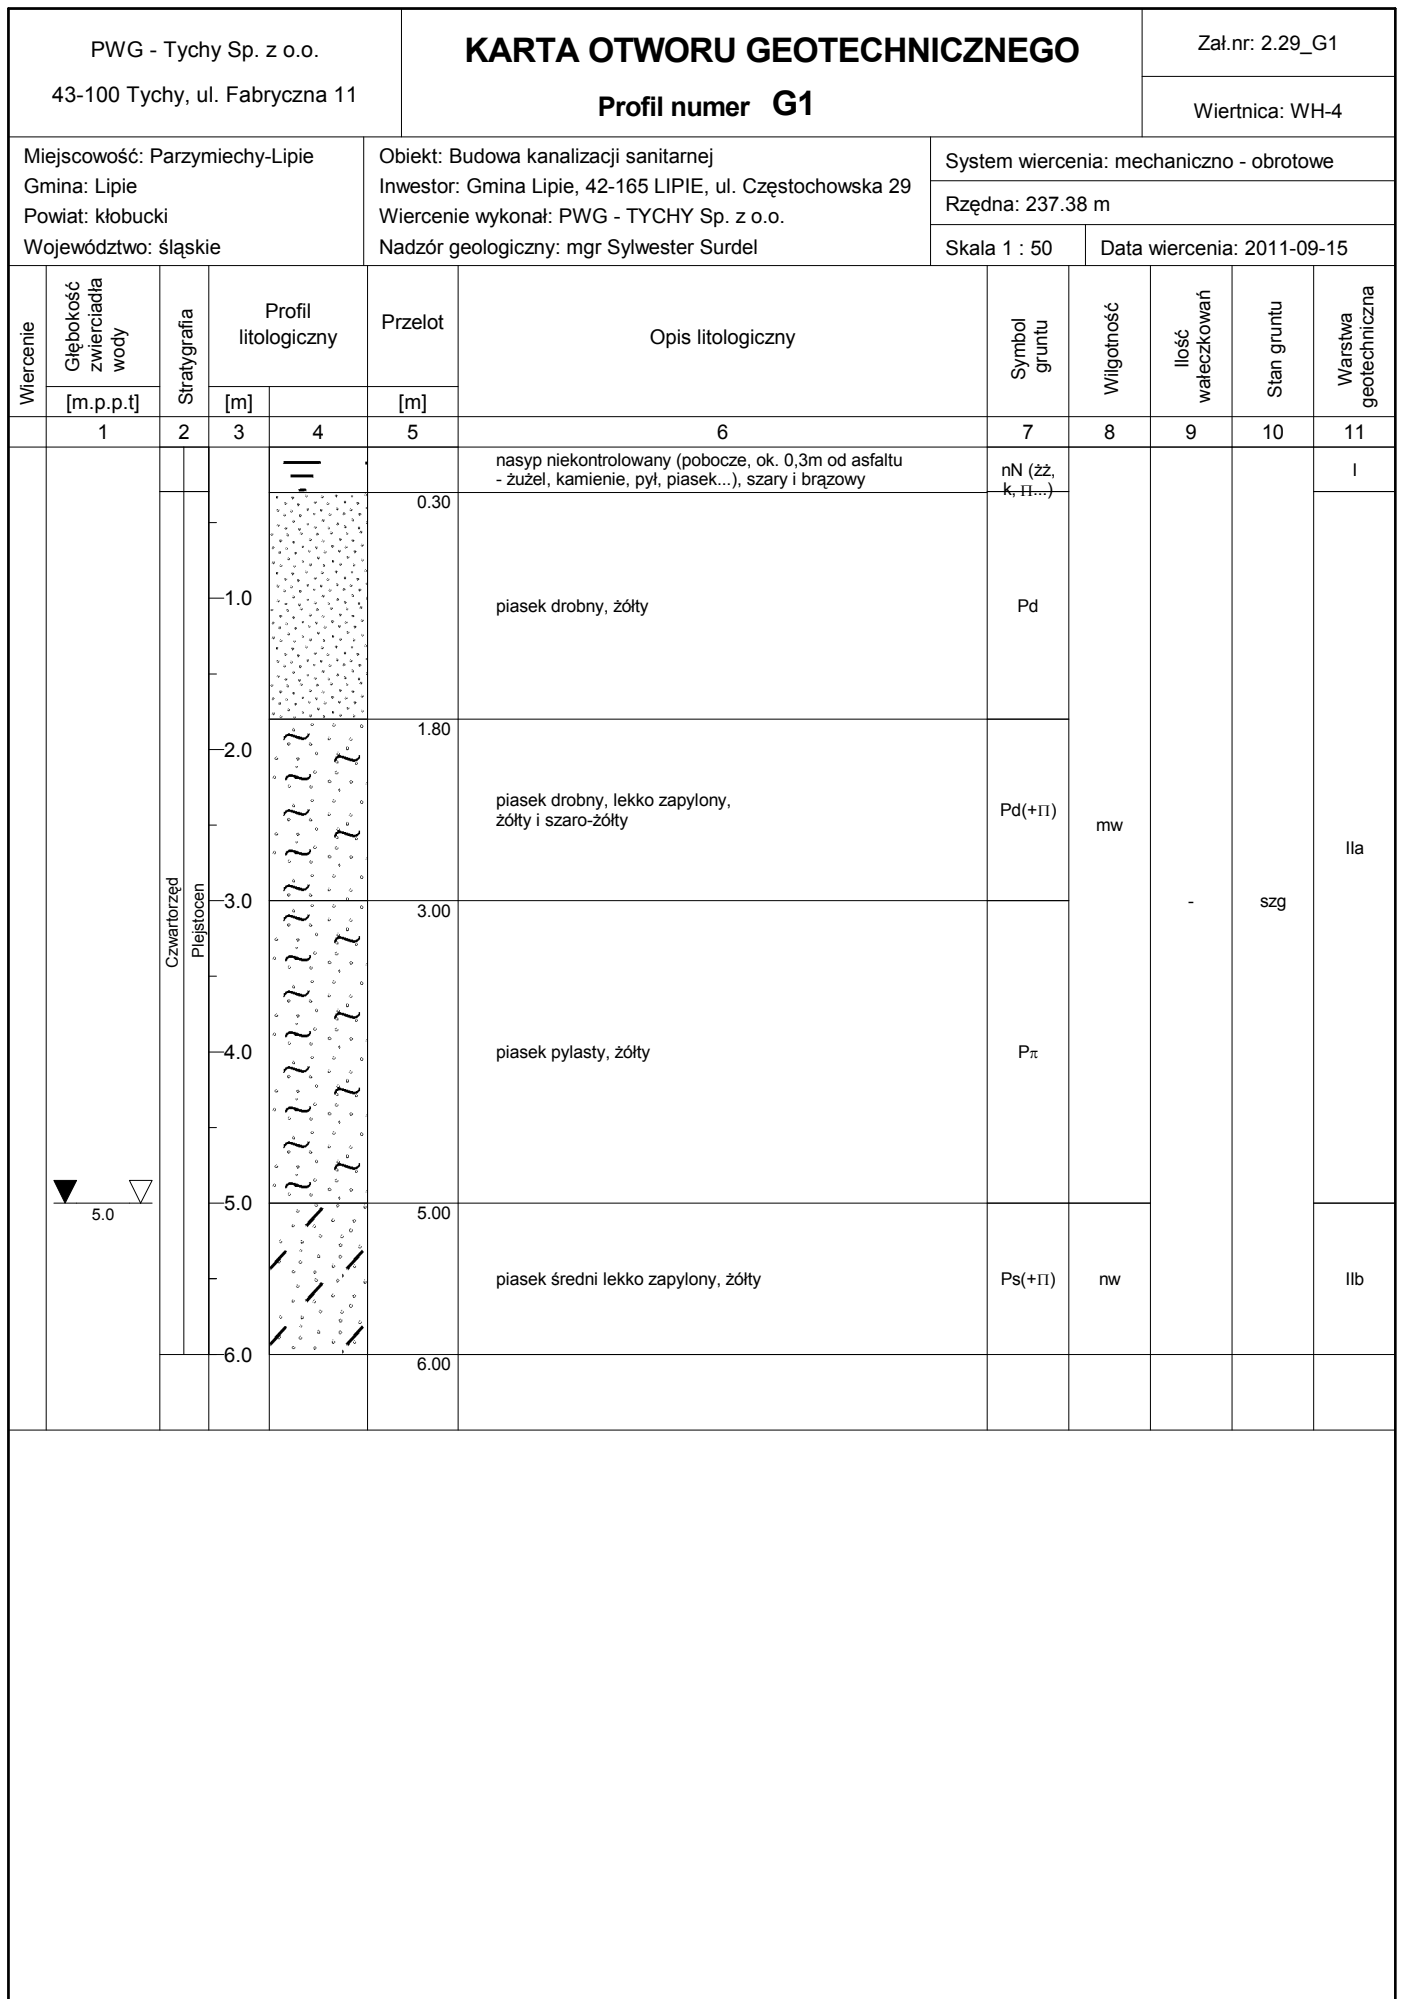 PWG - Tychy Sp. z o.o.
43-100 Tychy, ul. Fabryczna 11
KARTA OTWORU GEOTECHNICZNEGO
Profil numer G1
Zał.nr: 2.29_G1
Wiertnica: WH-4
Miejscowość: Parzymiechy-Lipie
Gmina: Lipie
Powiat: kłobucki
Województwo: śląskie
Obiekt: Budowa kanalizacji sanitarnej
Inwestor: Gmina Lipie, 42-165 LIPIE, ul. Częstochowska 29
Wiercenie wykonał: PWG - TYCHY Sp. z o.o.
Nadzór geologiczny: mgr Sylwester Surdel
System wiercenia: mechaniczno - obrotowe
Rzędna: 237.38 m
Skala 1 : 50
Data wiercenia: 2011-09-15
Wiercenie
Głębokość
zwierciadła
wody
[m.p.p.t]
Stratygrafia
Profil
litologiczny
[m]
Przelot
[m]
Opis litologiczny
Symbol
gruntu
Wilgotność
Ilość
wałeczkowań
Stan gruntu
Warstwa
geotechniczna
1 2 3 4 5 6 7 8 9 10 11
nasyp niekontrolowany (pobocze, ok. 0,3m od asfaltu
- żużel, kamienie, pył, piasek...), szary i brązowy
nN (żż,
k, Π...)
I
0.30
1.0
piasek drobny, żółty
Pd
1.80
2.0
piasek drobny, lekko zapylony,
żółty i szaro-żółty
Pd(+Π)
mw
IIa
Czwartorzęd
Plejstocen
3.0
3.00
-
szg
4.0
piasek pylasty, żółty
Pπ
5.0
5.0
5.00
piasek średni lekko zapylony, żółty
Ps(+Π)
nw
IIb
6.0
6.00